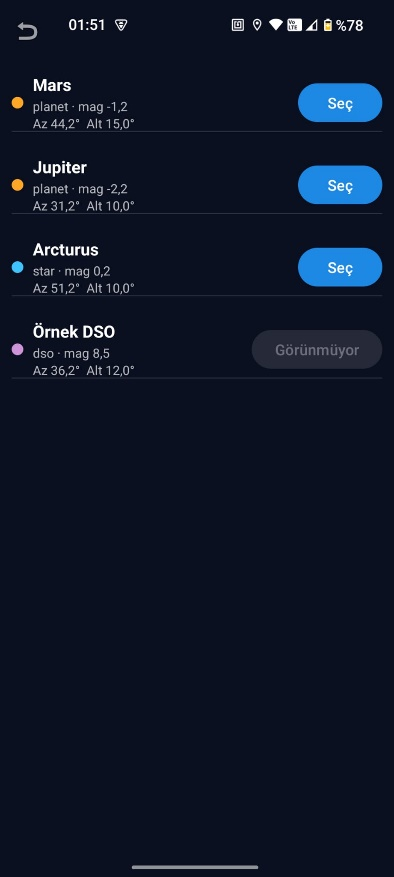 01:51
Vo LTE
%78
Mars
planet · mag -1,2
Az 44,2° Alt 15,0°
Seç
Jupiter
planet · mag -2,2
Az 31,2° Alt 10,0°
Seç
Arcturus
star · mag 0,2
Az 51,2° Alt 10,0°
Seç
Örnek DSO
dso · mag 8,5
Az 36,2° Alt 12,0°
Görünmüyor